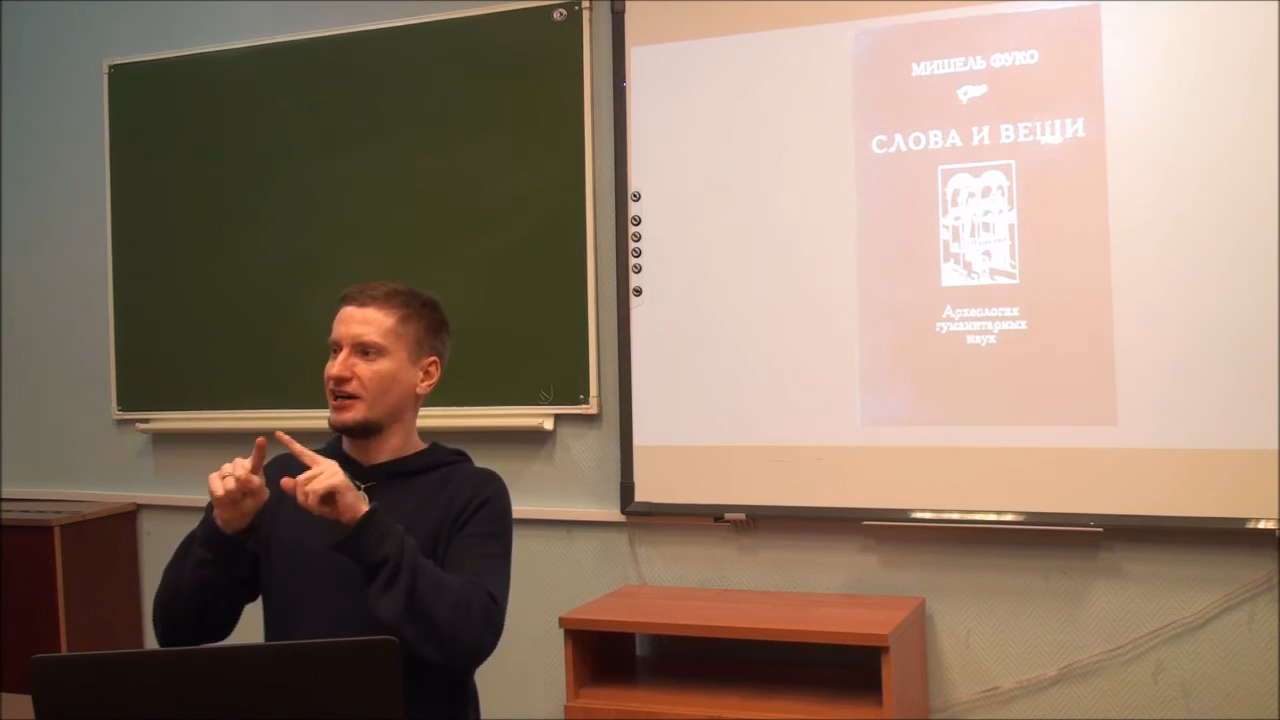 МИШЕЛЬ ФУКО
СЛОВА И ВЕЩИ
Археология
гуманитарных
наук